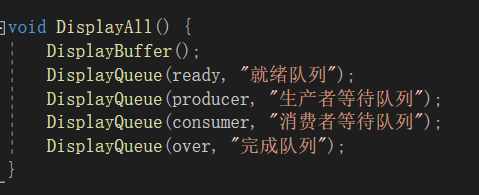 void DisplayAll() {
DisplayBuffer();
DisplayQueue(ready, "就绪队列");
DisplayQueue(producer, "生产者等待队列");
DisplayQueue(consumer, "消费者等待队列");
DisplayQueue(over, "完成队列");
}